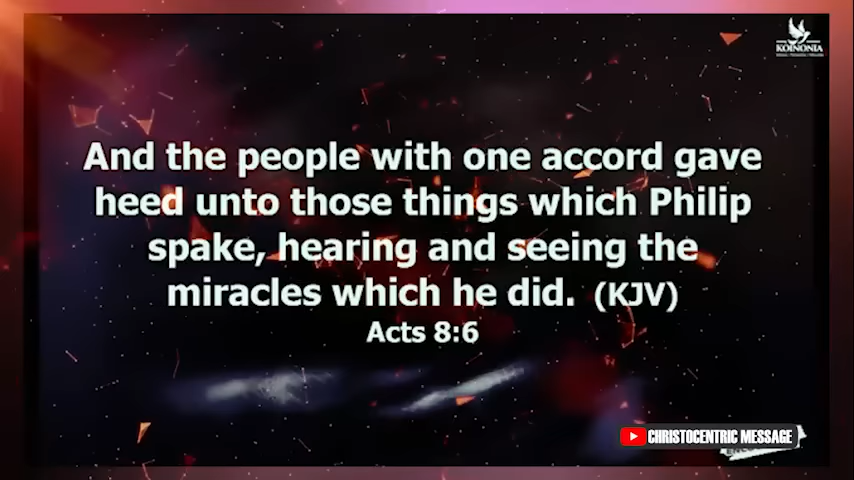 KOINONIA
And the people with one accord gave
heed unto those things which Philip
spake, hearing and seeing the
miracles which he did. (KJV)
Acts 8:6
CHRISTOCENTRIC MESSAGE